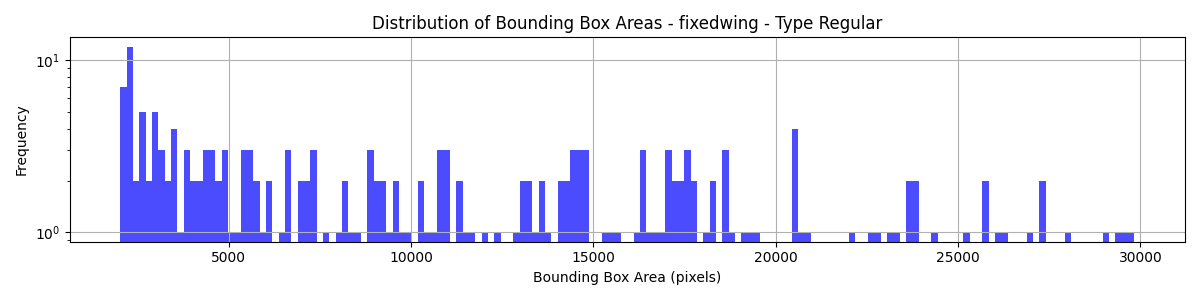 Distribution of Bounding Box Areas - fixedwing - Type Regular
Frequency
10¹
10⁰
5000 10000 15000 20000 25000 30000
Bounding Box Area (pixels)